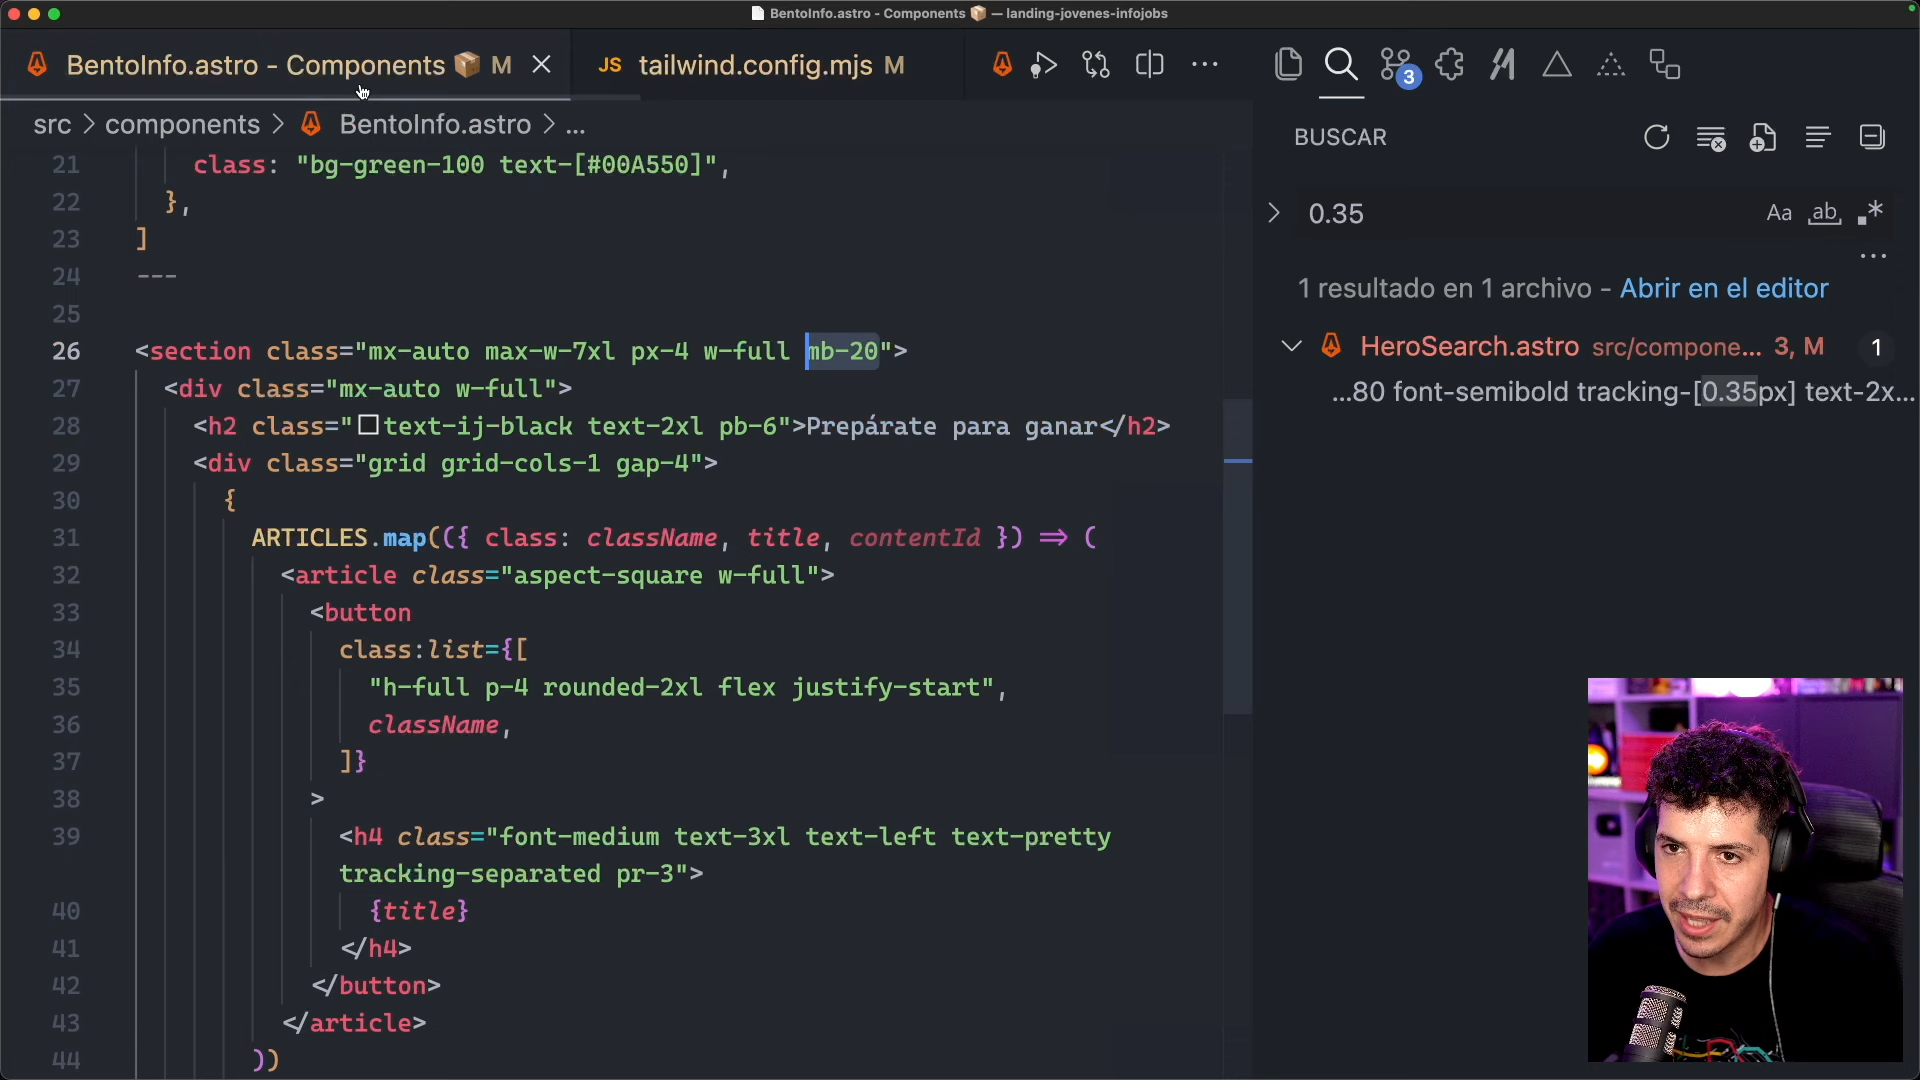 BentoInfo.astro - Components 📦 — landing-jovenes-infojobs
BentoInfo.astro - Components 📦 M
JS tailwind.config.mjs M
3
src > components > BentoInfo.astro > ...
BUSCAR
0.35
Aa ab .*
1 resultado en 1 archivo - Abrir en el editor
HeroSearch.astro src/compone... 3, M 1
...80 font-semibold tracking-[0.35px] text-2x...
21 class: "bg-green-100 text-[#00A550]",
22 },
23 ]
24 ---
25
26 <section class="mx-auto max-w-7xl px-4 w-full mb-20">
27 <div class="mx-auto w-full">
28 <h2 class="text-ij-black text-2xl pb-6">Prepárate para ganar</h2>
29 <div class="grid grid-cols-1 gap-4">
30 {
31 ARTICLES.map(({ class: className, title, contentId }) => (
32 <article class="aspect-square w-full">
33 <button
34 class:list={[
35 "h-full p-4 rounded-2xl flex justify-start",
36 className,
37 ]}
38 >
39 <h4 class="font-medium text-3xl text-left text-pretty
tracking-separated pr-3">
40 {title}
41 </h4>
42 </button>
43 </article>
44 ))